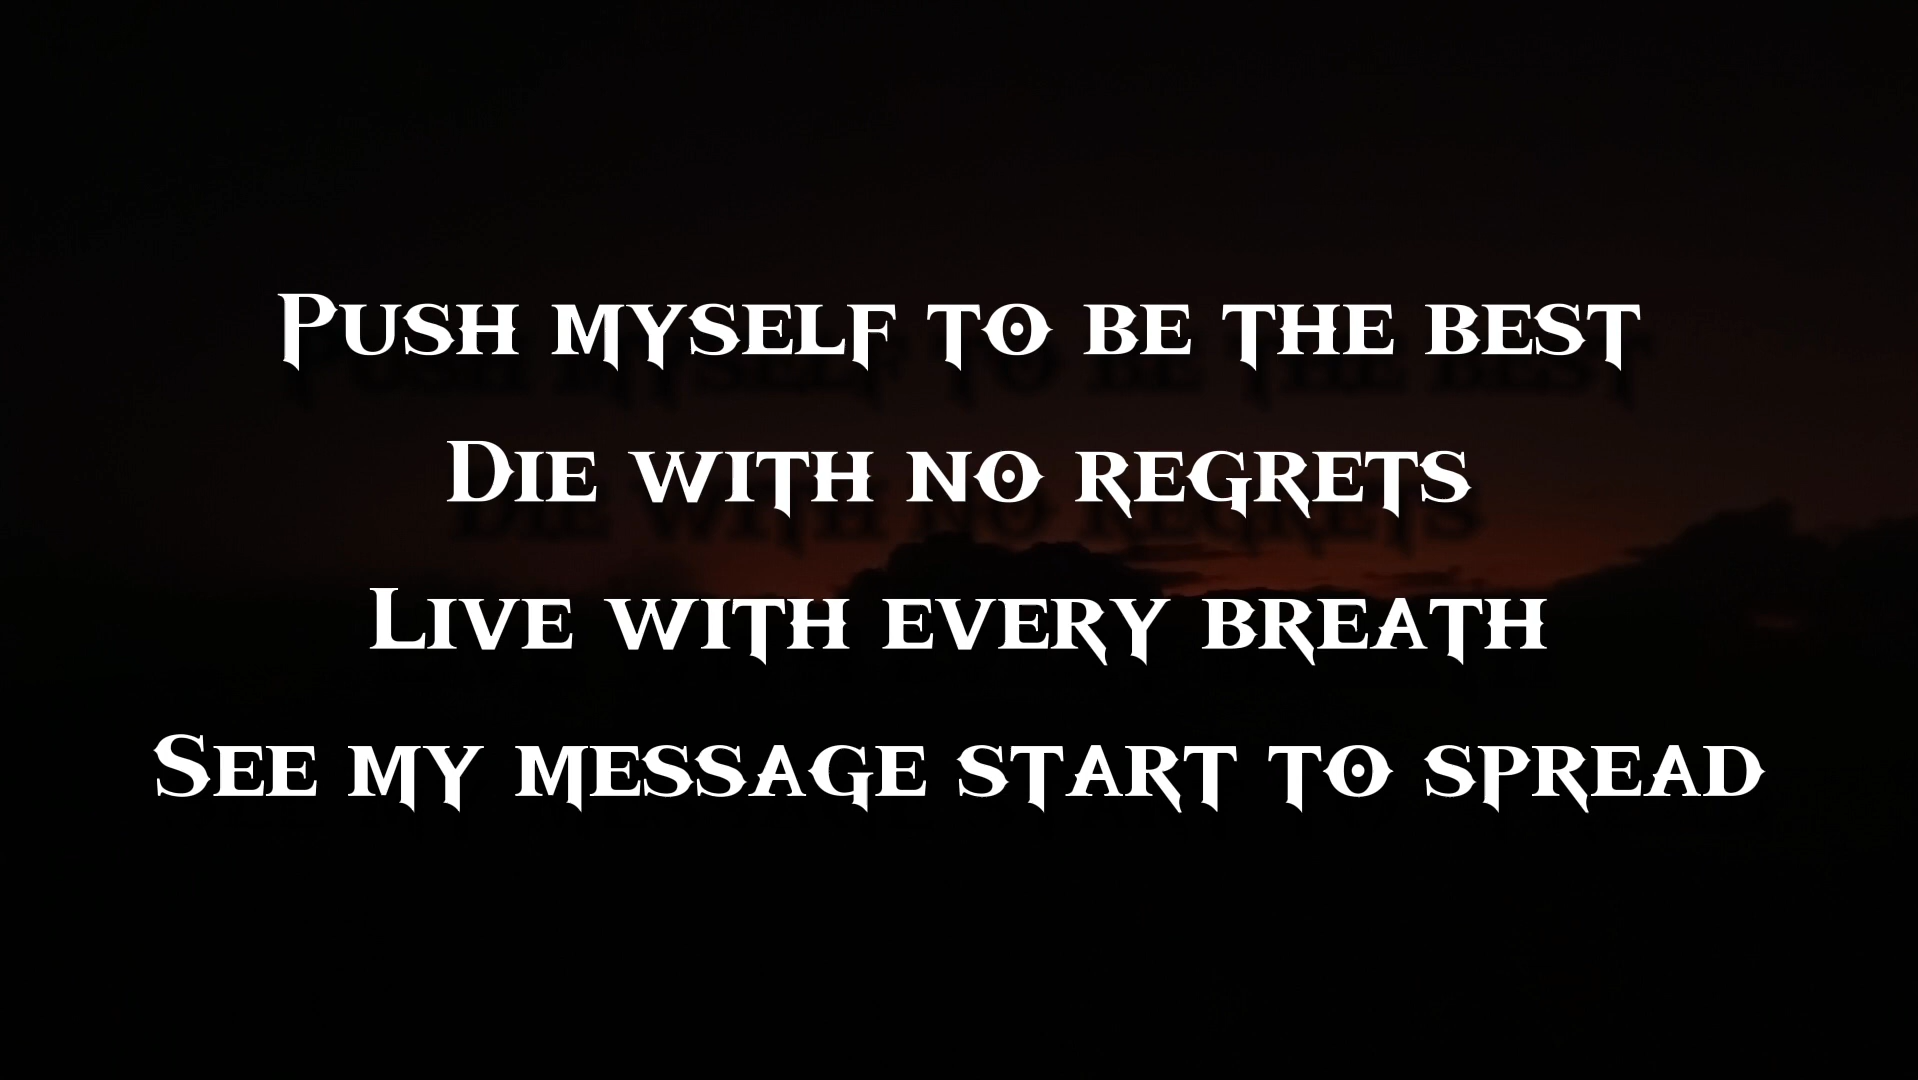 Push myself to be the best
Die with no regrets
Live with every breath
See my message start to spread